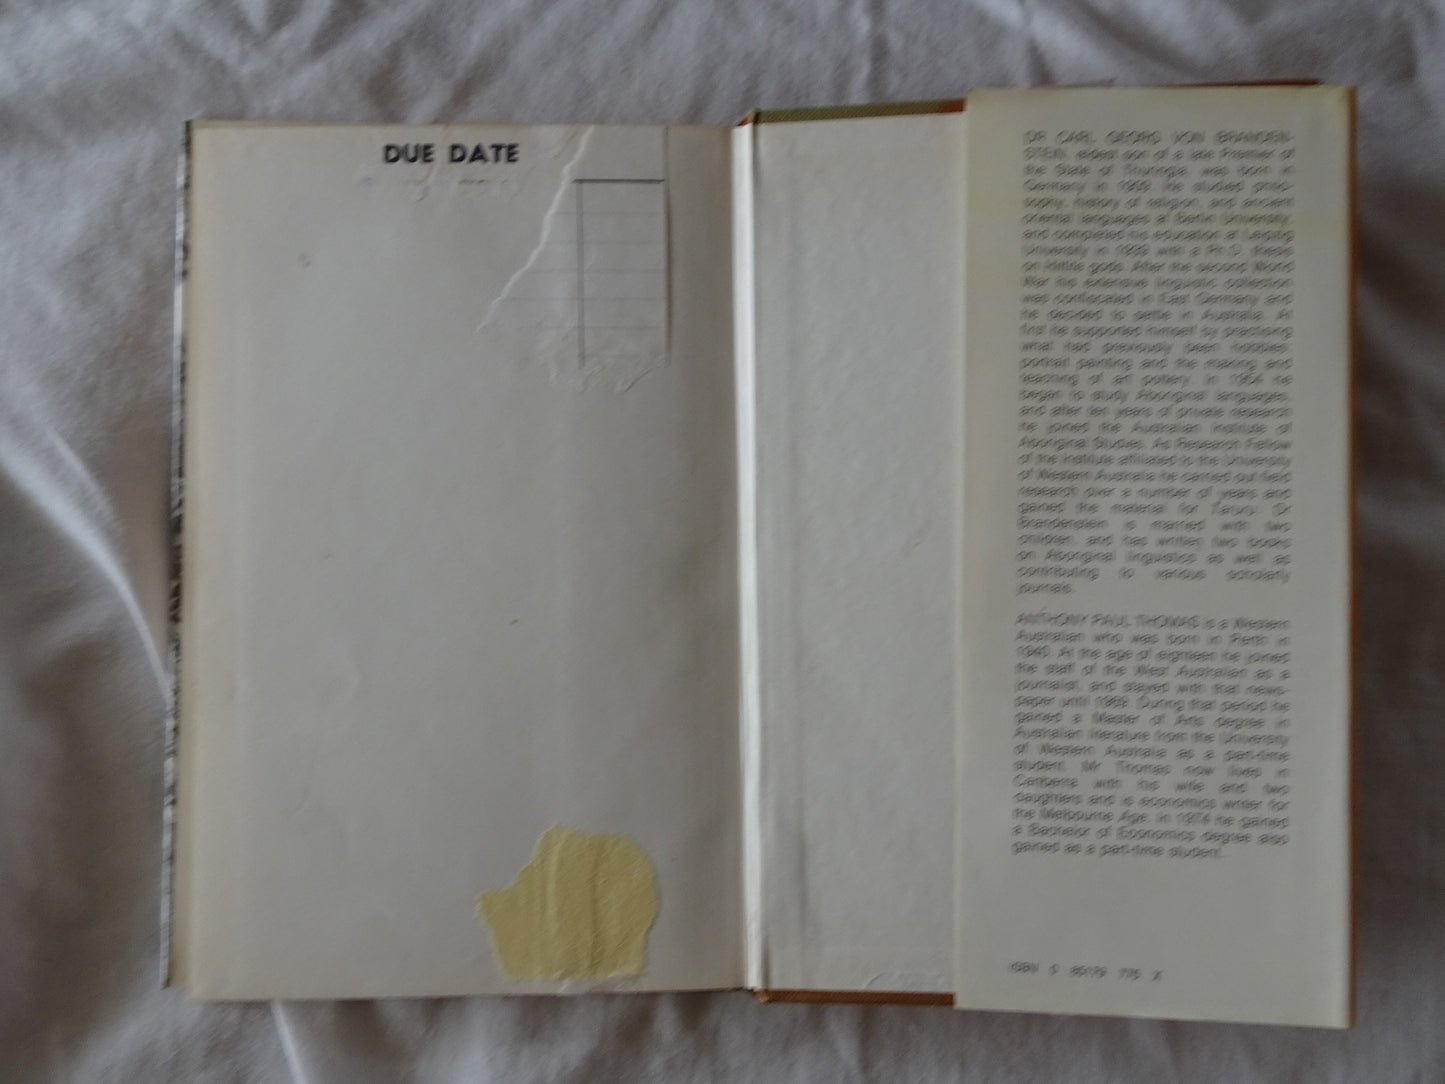 DUE DATE
DR CARL GEORG VON BRANDEN-
STEIN, eldest son of a late Premier of
the State of Thuringia, was born in
Germany in 1909. He studied philo-
sophy, history of religion, and ancient
oriental languages at Berlin University,
and completed his education at Leipzig
University in 1939 with a Ph.D. thesis
on Hittite gods. After the second World
War his extensive linguistic collection
was confiscated in East Germany and
he decided to settle in Australia. At
first he supported himself by practising
what had previously been hobbies:
portrait painting and the making and
teaching of art pottery. In 1954 he
began to study Aboriginal languages,
and after ten years of private research
he joined the Australian Institute of
Aboriginal Studies. As Research Fellow
of the Institute affiliated to the University
of Western Australia he carried out field
research over a number of years and
gained the material for Taruru. Dr
Brandenstein is married with two
children, and has written two books
on Aboriginal linguistics as well as
contributing to various scholarly
journals.
ANTHONY PAUL THOMAS is a Western
Australian who was born in Perth in
1940. At the age of eighteen he joined
the staff of the West Australian as a
journalist, and stayed with that news-
paper until 1969. During that period he
gained a Master of Arts degree in
Australian literature from the University
of Western Australia as a part-time
student. Mr Thomas now lives in
Canberra with his wife and two
daughters and is economics writer for
the Melbourne Age. In 1974 he gained
a Bachelor of Economics degree also
gained as a part-time student.
ISBN 0 85179 775 X